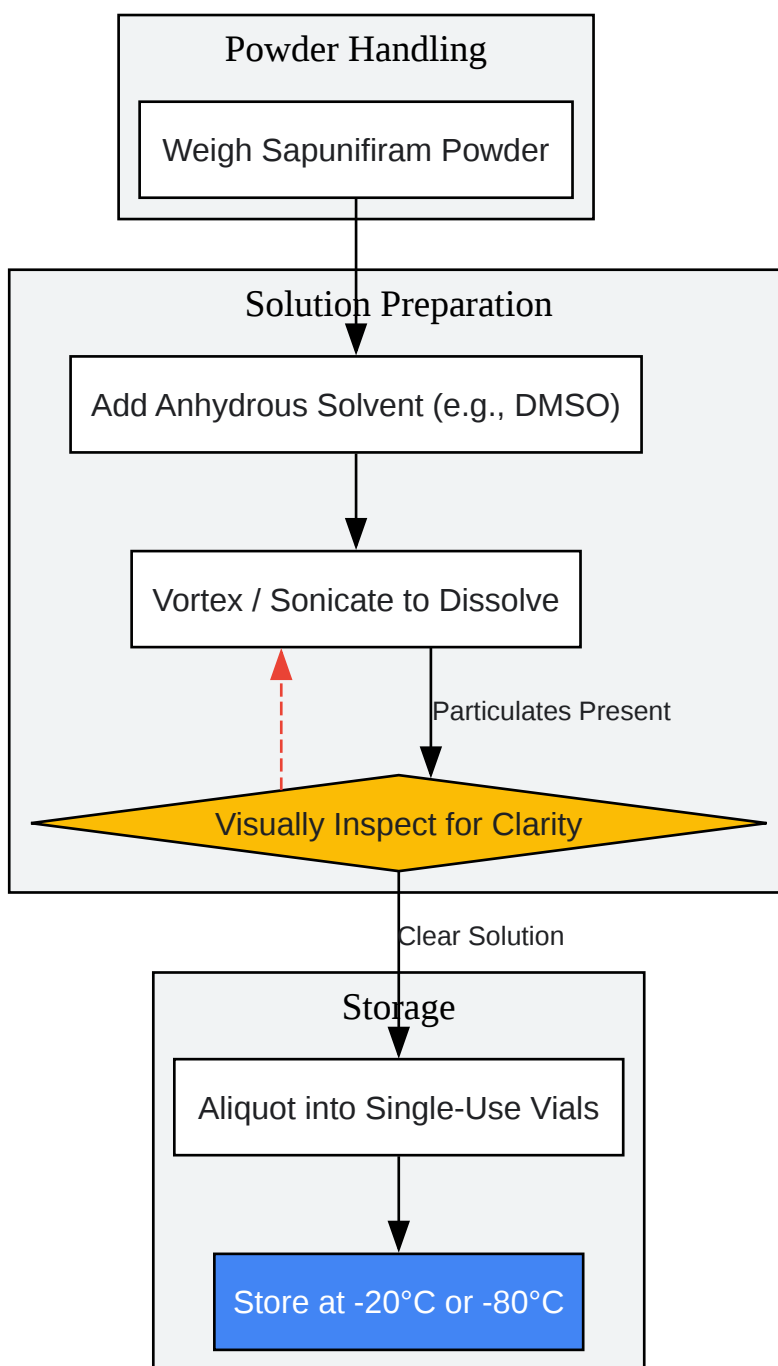 Powder Handling
Weigh Sapunifiram Powder
Solution Preparation
Add Anhydrous Solvent (e.g., DMSO)
Vortex / Sonicate to Dissolve
Particulates Present
Visually Inspect for Clarity
Clear Solution
Storage
Aliquot into Single-Use Vials
Store at -20°C or -80°C